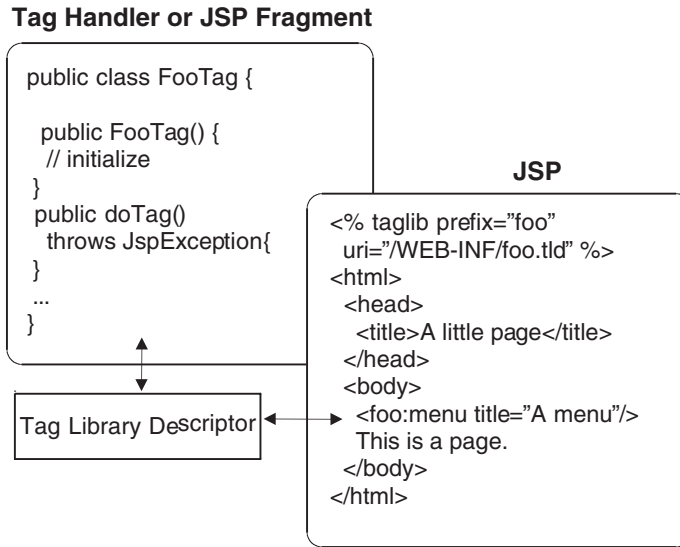 Tag Handler or JSP Fragment
public class FooTag {
public FooTag() {
// initialize
}
public doTag()
throws JspException{
}
...
}
Tag Library Descriptor
JSP
<% taglib prefix=”foo”
uri=”/WEB-INF/foo.tld” %>
<html>
<head>
<title>A little page</title>
</head>
<body>
<foo:menu title=”A menu”/>
This is a page.
</body>
</html>